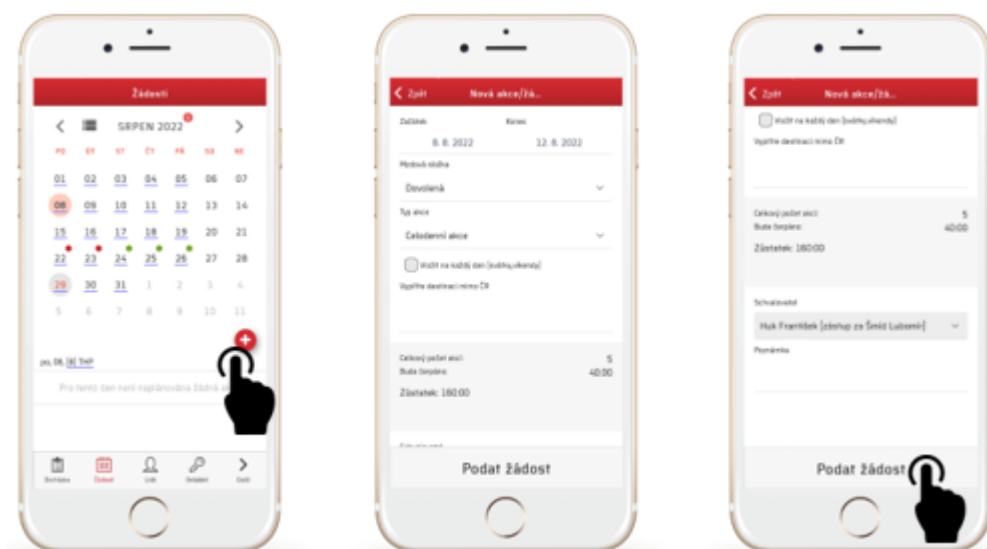 Žádosti
SRPEN 2022
PO ÚT ST ČT PÁ SO NE
01 02 03 04 05 06 07
08 09 10 11 12 13 14
15 16 17 18 19 20 21
22 23 24 25 26 27 28
29 30 31 1 2 3 4
5 6 7 8 9 10 11
po, 08, [8] THP
Pro tento den není naplánována žádná
Žádosti Lidé Další
Zpět Nová akce/žá...
Začátek Konec
8. 8. 2022 12. 8. 2022
Mzdová složka
Dovolená
Typ akce
Celodenní akce
Vložit na každý den (svátky,víkendy)
Vyplňte destinaci mimo ČR
Celkový počet akcí: 5
Bude čerpáno: 40:00
Zůstatek: 160:00
Podat žádost
Zpět Nová akce/žá...
Vložit na každý den (svátky,víkendy)
Vyplňte destinaci mimo ČR
Celkový počet akcí: 5
Bude čerpáno: 40:00
Zůstatek: 160:00
Schvalovatel
Huk František [zástup za Šmíd Lubomír]
Poznámka
Podat žádost